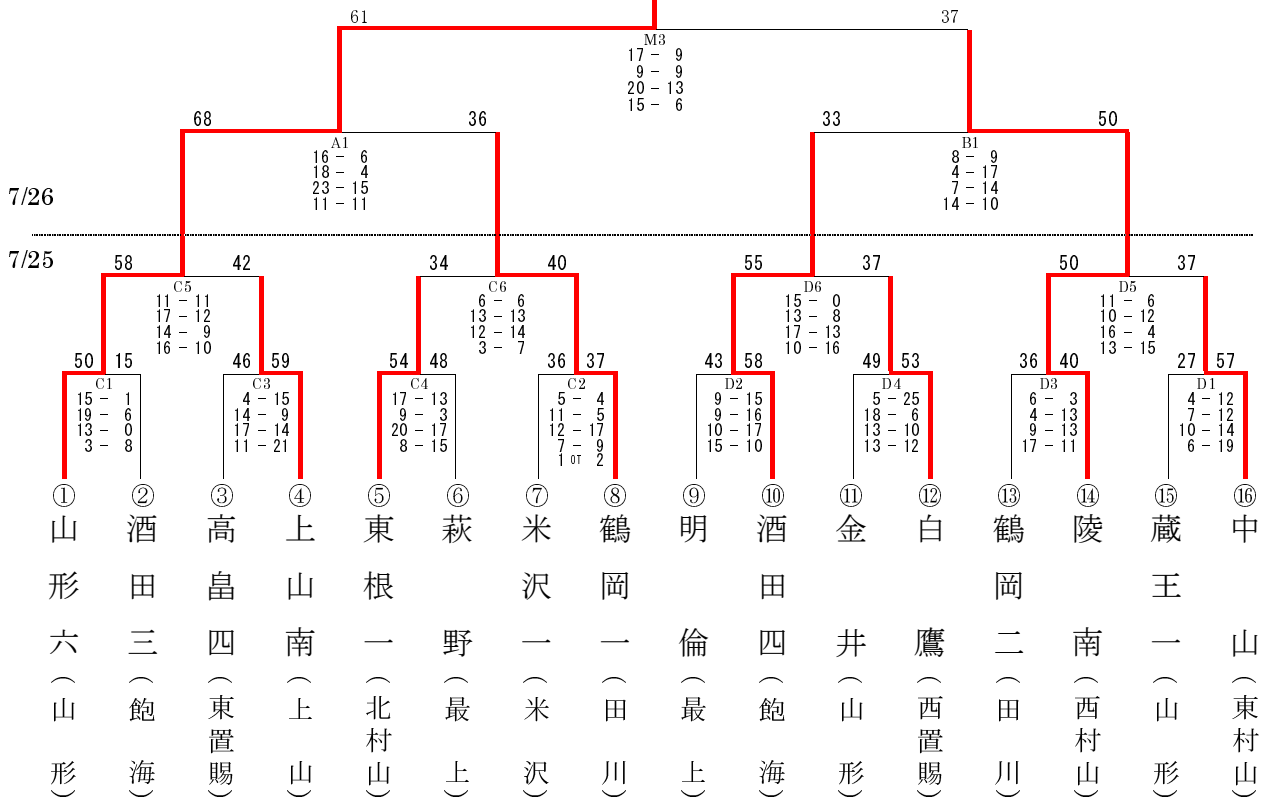 61 37
M3
17 - 9
9 - 9
20 - 13
15 - 6
68 36 33 50
A1
16 - 6
18 - 4
23 - 15
11 - 11
B1
8 - 9
4 - 17
7 - 14
14 - 10
7/26
7/25
58 42 34 40 55 37 50 37
C5
11 - 11
17 - 12
14 - 9
16 - 10
C6
6 - 6
13 - 13
12 - 14
3 - 7
D6
15 - 0
13 - 8
17 - 13
10 - 16
D5
11 - 6
10 - 12
16 - 4
13 - 15
50 15 46 59 54 48 36 37 43 58 49 53 36 40 27 57
C1
15 - 1
19 - 6
13 - 0
3 - 8
C3
4 - 15
14 - 9
17 - 14
11 - 21
C4
17 - 13
9 - 3
20 - 17
8 - 15
C2
5 - 4
11 - 5
12 - 17
7 - 9
1 OT 2
D2
9 - 15
9 - 16
10 - 17
15 - 10
D4
5 - 25
18 - 6
13 - 10
13 - 12
D3
6 - 3
4 - 13
9 - 13
17 - 11
D1
4 - 12
7 - 12
10 - 14
6 - 19
① 山形六（山形）
② 酒田三（飽海）
③ 高畠四（東置賜）
④ 上山南（上山）
⑤ 東根一（北村山）
⑥ 萩野（最上）
⑦ 米沢一（米沢）
⑧ 鶴岡一（田川）
⑨ 明倫（最上）
⑩ 酒田四（飽海）
⑪ 金井（山形）
⑫ 白鷹（西置賜）
⑬ 鶴岡二（田川）
⑭ 陵南（西村山）
⑮ 蔵王一（山形）
⑯ 中山（東村山）